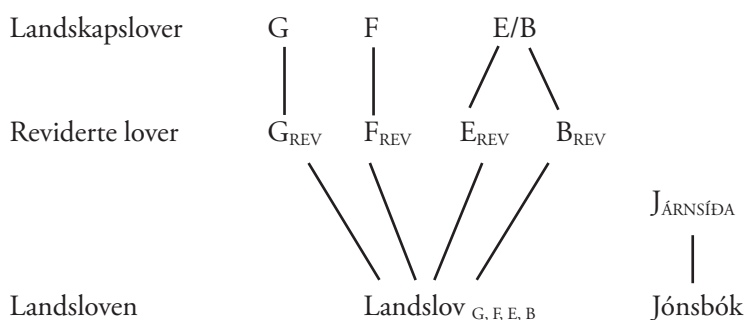 Landskapslover G F E/B
Reviderte lover GREV FREV EREV BREV
JÁRNSÍÐA
Landsloven Landslov G, F, E, B Jónsbók